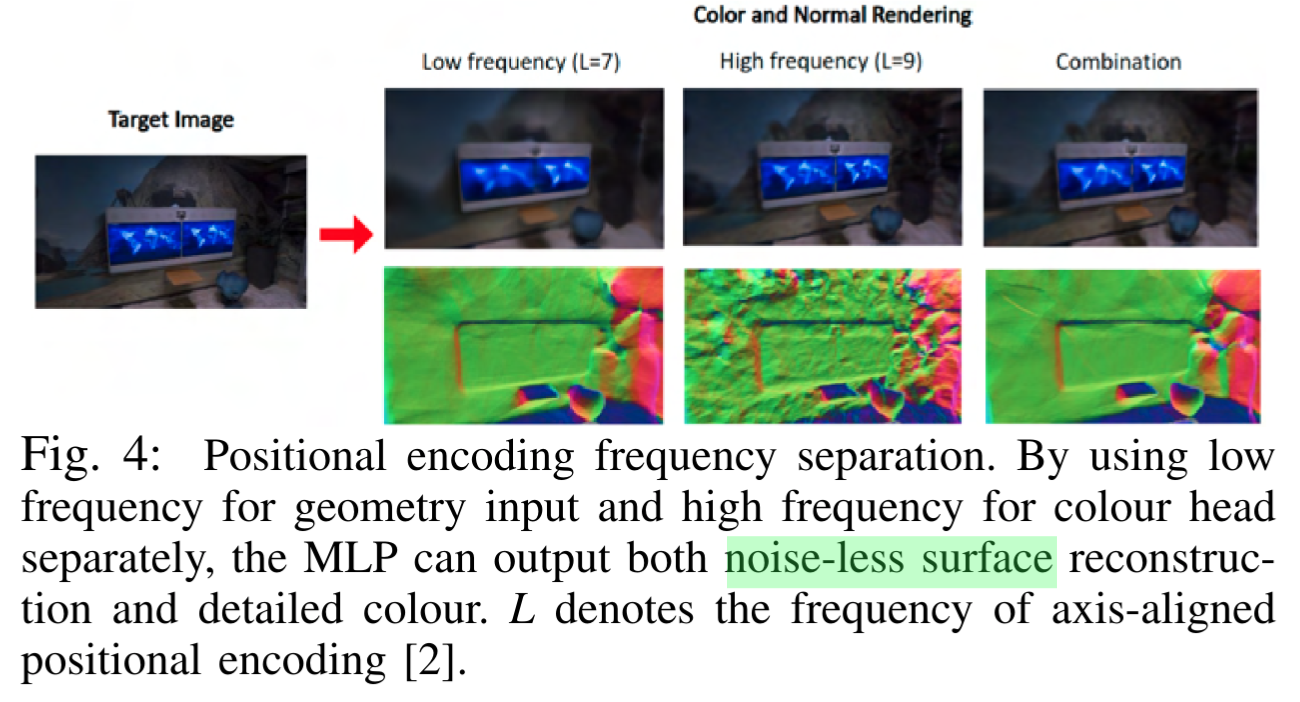 Color and Normal Rendering
Low frequency (L=7)
High frequency (L=9)
Combination
Target Image
Fig. 4: Positional encoding frequency separation. By using low
frequency for geometry input and high frequency for colour head
separately, the MLP can output both noise-less surface reconstruc-
tion and detailed colour. L denotes the frequency of axis-aligned
positional encoding [2].